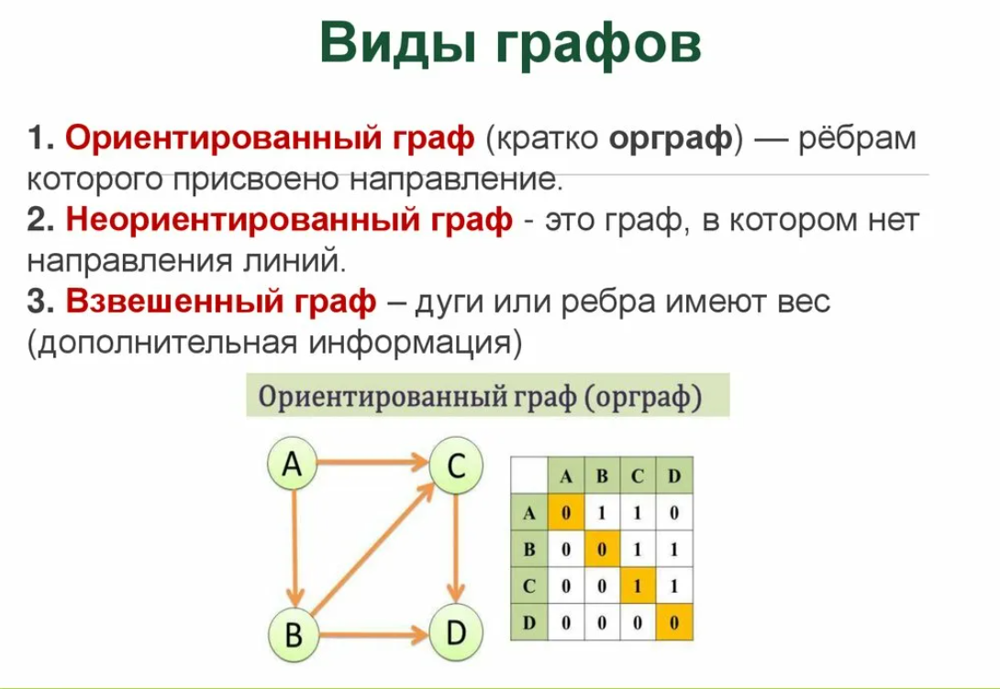 Виды графов
1. Ориентированный граф (кратко орграф) — рёбрам
которого присвоено направление.
2. Неориентированный граф - это граф, в котором нет
направления линий.
3. Взвешенный граф – дуги или ребра имеют вес
(дополнительная информация)
Ориентированный граф (орграф)
A C
B D
A B C D
A 0 1 1 0
B 0 0 1 1
C 0 0 1 1
D 0 0 0 0